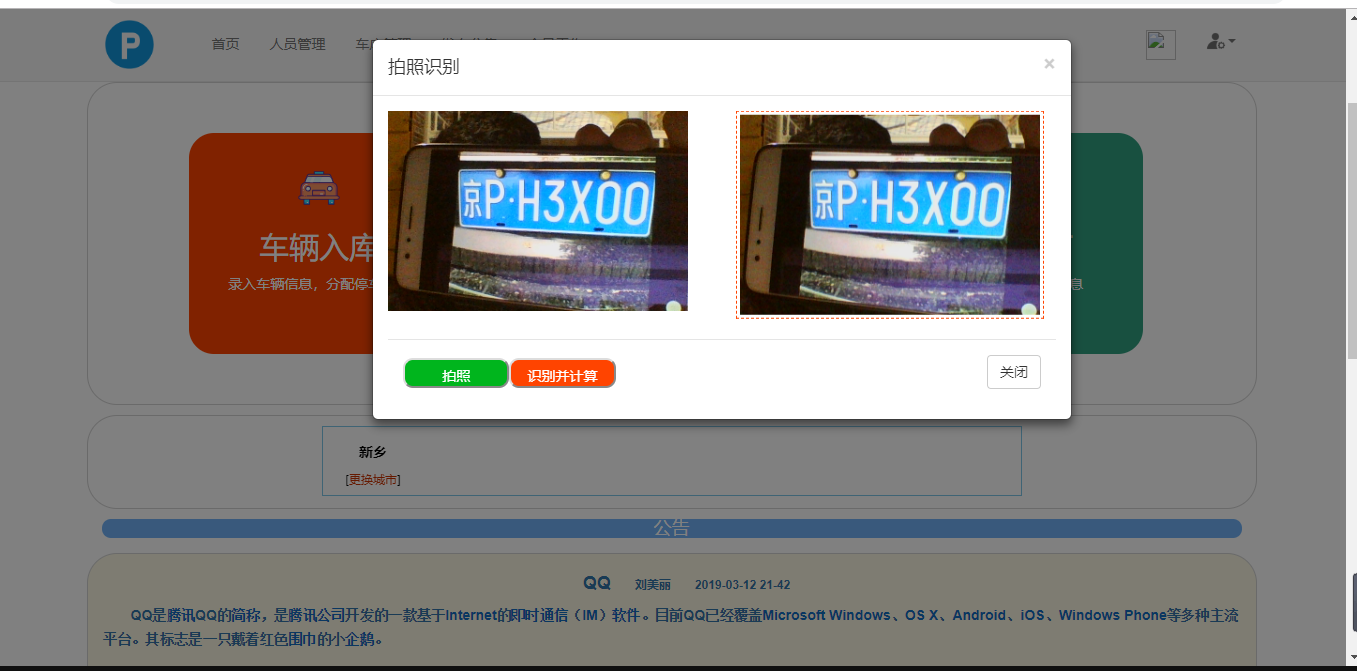 P
首页 人员管理
拍照识别
×
京P·H3X00
京P·H3X00
车辆入库
录入车辆信息，分配停车
息
拍照
识别并计算
关闭
新乡
[更换城市]
公告
QQ 刘美丽 2019-03-12 21-42
QQ是腾讯QQ的简称，是腾讯公司开发的一款基于Internet的即时通信（IM）软件。目前QQ已经覆盖Microsoft Windows、OS X、Android、iOS、Windows Phone等多种主流
平台。其标志是一只戴着红色围巾的小企鹅。